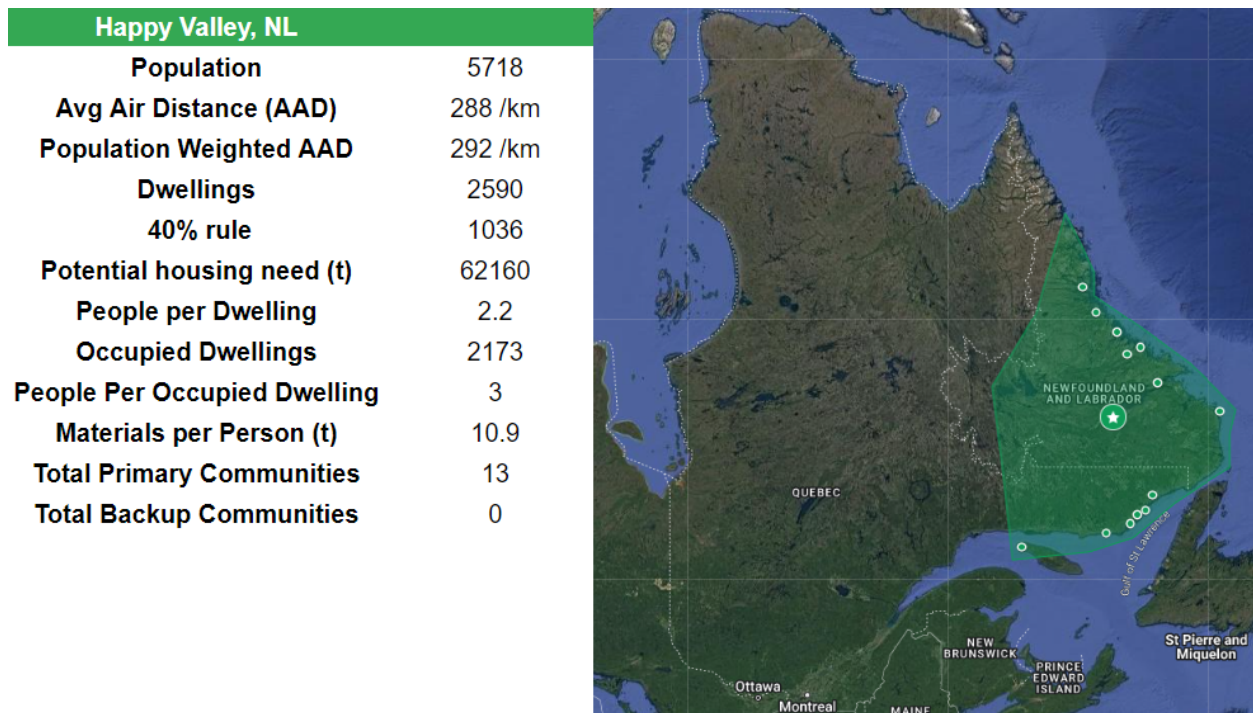 Happy Valley, NL
Population 5718
Avg Air Distance (AAD) 288 /km
Population Weighted AAD 292 /km
Dwellings 2590
40% rule 1036
Potential housing need (t) 62160
People per Dwelling 2.2
Occupied Dwellings 2173
People Per Occupied Dwelling 3
Materials per Person (t) 10.9
Total Primary Communities 13
Total Backup Communities 0
NEWFOUNDLAND
AND LABRADOR
QUEBEC
Gulf of St Lawrence
NEW
BRUNSWICK
PRINCE
EDWARD
ISLAND
St Pierre and
Miquelon
Ottawa
Montreal
MAINE